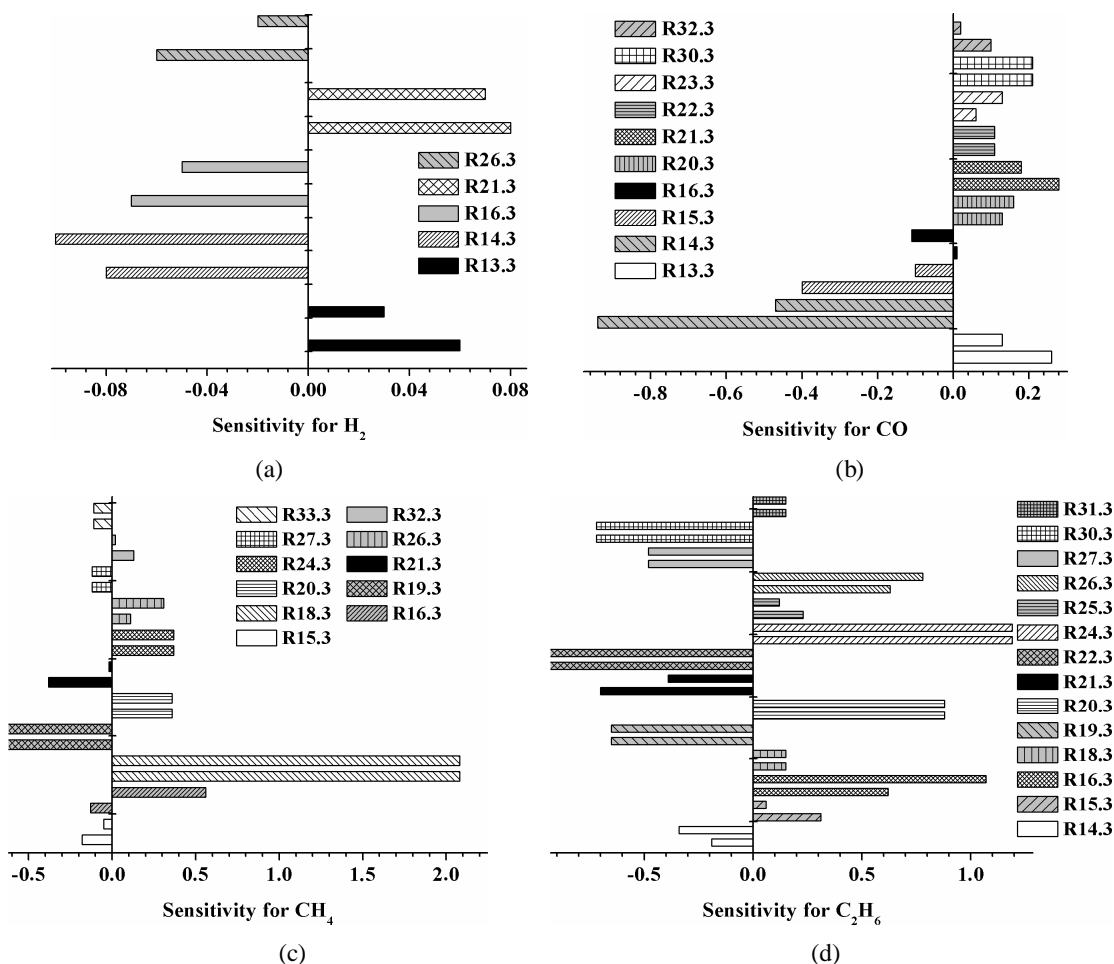 R26.3
R21.3
R16.3
R14.3
R13.3
-0.08 -0.04 0.00 0.04 0.08
Sensitivity for H2
(a)
R32.3
R30.3
R23.3
R22.3
R21.3
R20.3
R16.3
R15.3
R14.3
R13.3
-0.8 -0.6 -0.4 -0.2 0.0 0.2
Sensitivity for CO
(b)
R33.3 R32.3
R27.3 R26.3
R24.3 R21.3
R20.3 R19.3
R18.3 R16.3
R15.3
-0.5 0.0 0.5 1.0 1.5 2.0
Sensitivity for CH4
(c)
R31.3
R30.3
R27.3
R26.3
R25.3
R24.3
R22.3
R21.3
R20.3
R19.3
R18.3
R16.3
R15.3
R14.3
-0.5 0.0 0.5 1.0
Sensitivity for C2H6
(d)